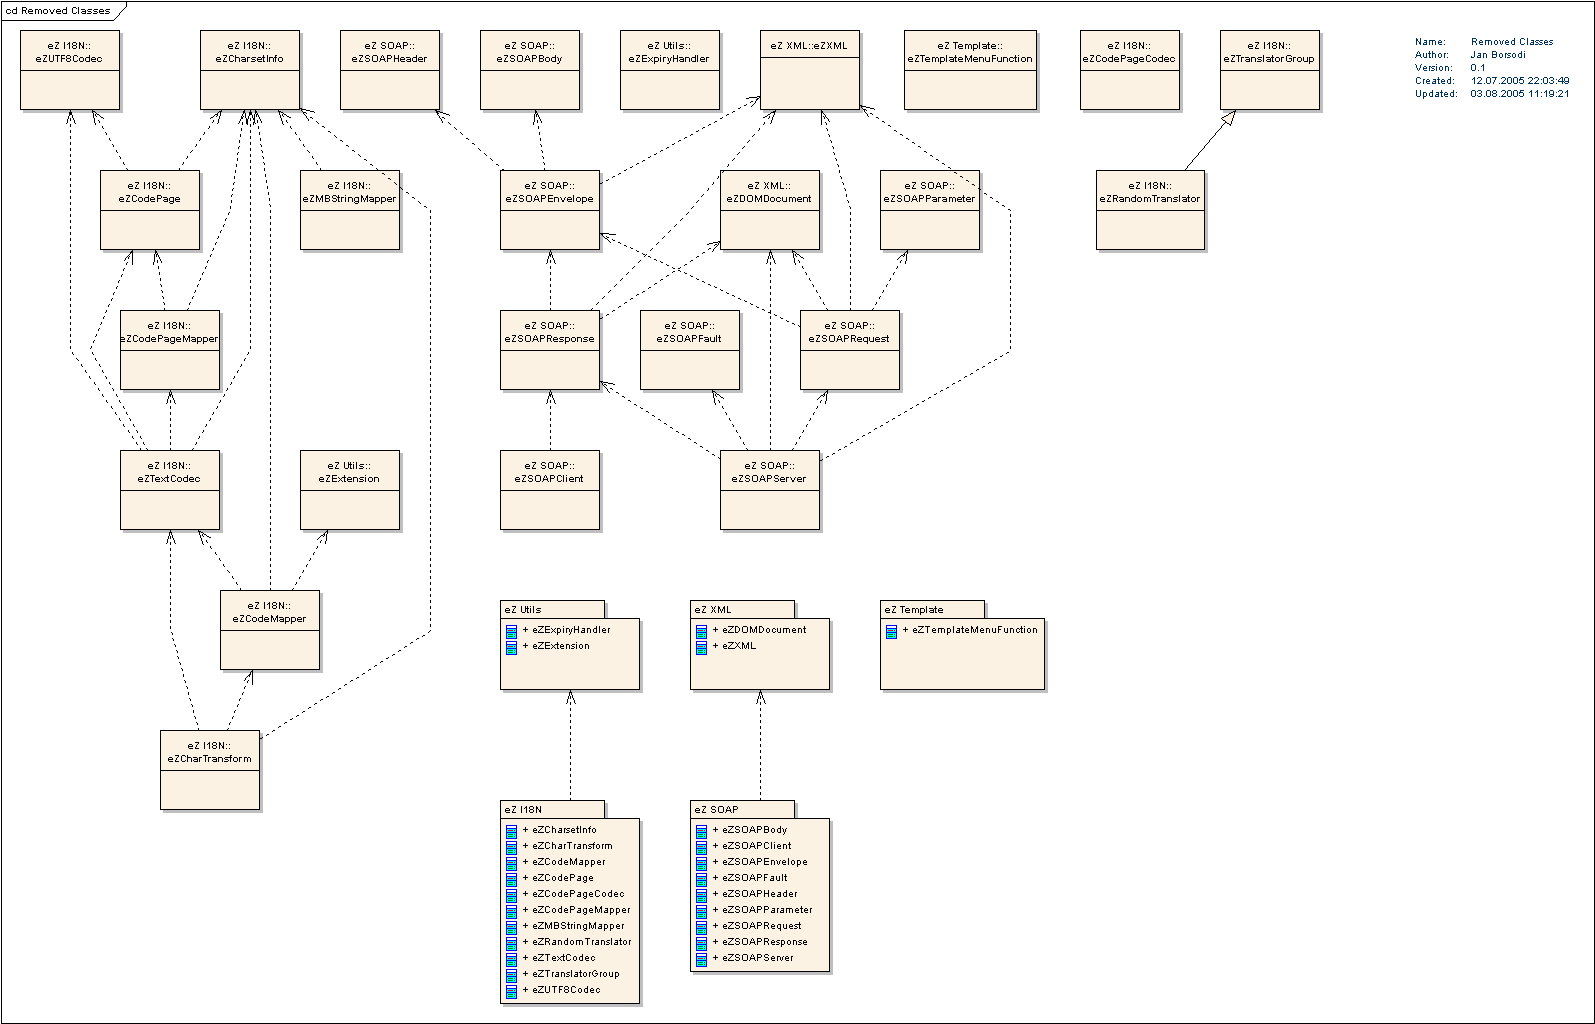 cd Removed Classes
eZ I18N::
eZUTF8Codec
eZ I18N::
eZCharsetInfo
eZ SOAP::
eZSOAPHeader
eZ SOAP::
eZSOAPBody
eZ Utils::
eZExpiryHandler
eZ XML::eZXML
eZ Template::
eZTemplateMenuFunction
eZ I18N::
eZCodePageCodec
eZ I18N::
eZTranslatorGroup
Name: Removed Classes
Author: Jan Borsodi
Version: 0.1
Created: 12.07.2005 22:03:49
Updated: 03.08.2005 11:19:21
eZ I18N::
eZCodePage
eZ I18N::
eZMBStringMapper
eZ SOAP::
eZSOAPEnvelope
eZ XML::
eZDOMDocument
eZ SOAP::
eZSOAPParameter
eZ I18N::
eZRandomTranslator
eZ I18N::
eZCodePageMapper
eZ SOAP::
eZSOAPResponse
eZ SOAP::
eZSOAPFault
eZ SOAP::
eZSOAPRequest
eZ I18N::
eZTextCodec
eZ Utils::
eZExtension
eZ SOAP::
eZSOAPClient
eZ SOAP::
eZSOAPServer
eZ I18N::
eZCodeMapper
eZ Utils
+ eZExpiryHandler
+ eZExtension
eZ XML
+ eZDOMDocument
+ eZXML
eZ Template
+ eZTemplateMenuFunction
eZ I18N::
eZCharTransform
eZ I18N
+ eZCharsetInfo
+ eZCharTransform
+ eZCodeMapper
+ eZCodePage
+ eZCodePageCodec
+ eZCodePageMapper
+ eZMBStringMapper
+ eZRandomTranslator
+ eZTextCodec
+ eZTranslatorGroup
+ eZUTF8Codec
eZ SOAP
+ eZSOAPBody
+ eZSOAPClient
+ eZSOAPEnvelope
+ eZSOAPFault
+ eZSOAPHeader
+ eZSOAPParameter
+ eZSOAPRequest
+ eZSOAPResponse
+ eZSOAPServer